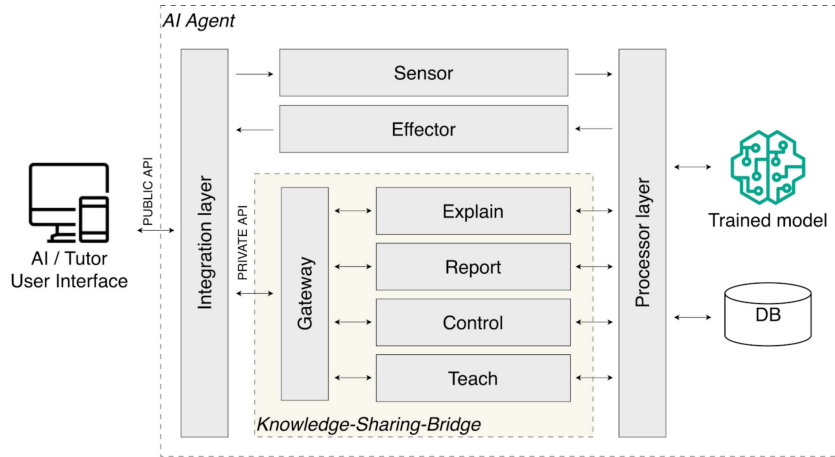 AI Agent
Sensor
Effector
PUBLIC API
Integration layer
PRIVATE API
Gateway
Explain
Report
Control
Teach
Knowledge-Sharing-Bridge
Processor layer
Trained model
DB
AI / Tutor
User Interface